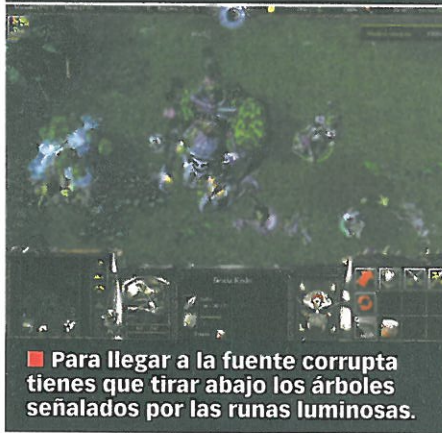 Para llegar a la fuente corrupta
tienes que tirar abajo los árboles
señalados por las runas luminosas.